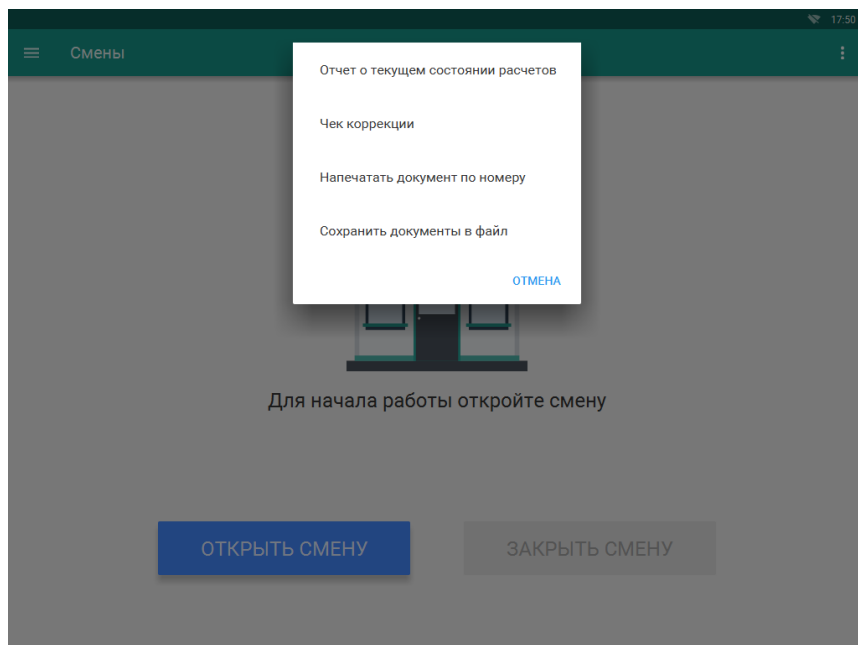 17:50
Смены
Отчет о текущем состоянии расчетов
Чек коррекции
Напечатать документ по номеру
Сохранить документы в файл
ОТМЕНА
Для начала работы откройте смену
ОТКРЫТЬ СМЕНУ
ЗАКРЫТЬ СМЕНУ